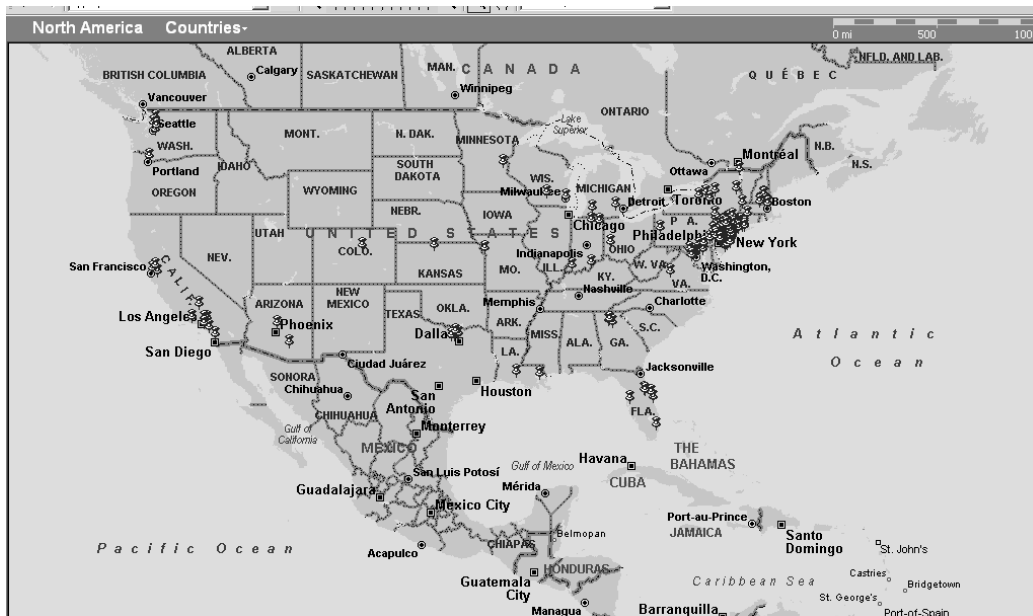 North America Countries
0 mi 500 100
ALBERTA
NFLD, AND LAB.
BRITISH COLUMBIA Calgary SASKATCHEWAN MAN. C A N A D A Q U É B E C
Vancouver Winnipeg ONTARIO
Seattle Lake Superior
WASH. MONT. N. DAK. MINNESOTA Ottawa Montréal N.B.
Portland IDAHO SOUTH DAKOTA WIS. MICHIGAN N.S.
OREGON WYOMING Milwaukee Detroit Toronto Boston
NEBR. IOWA Chicago P A. Philadelph
UTAH U N I T E D S T A T E S New York
NEV. COLO. Indianapolis OHIO
San Francisco KANSAS MO. ILL. W. VA. Washington, D.C.
CALIF. KY. VA.
ARIZONA NEW MEXICO OKLA. Memphis Nashville Charlotte
Los Angeles Phoenix TEXAS ARK. S.C. A t l a n t i c
San Diego Dalla MISS. ALA. GA.
LA. O c e a n
Ciudad Juárez Jacksonville
SONORA Houston
Chihuahua San Antonio FLA.
CHIHUAHUA
Gulf of California Monterrey
MEXICO THE BAHAMAS
San Luis Potosí Gulf of Mexico Havana
Guadalajara Mérida CUBA
Mexico City
P a c i f i c O c e a n Belmopan Port-au-Prince
Acapulco CHIAPAS JAMAICA Santo Domingo
HONDURAS St. John's
Guatemala City Caribbean Sea Castries
Bridgetown
St. George's
Managua Barranquilla Port-of-Spain